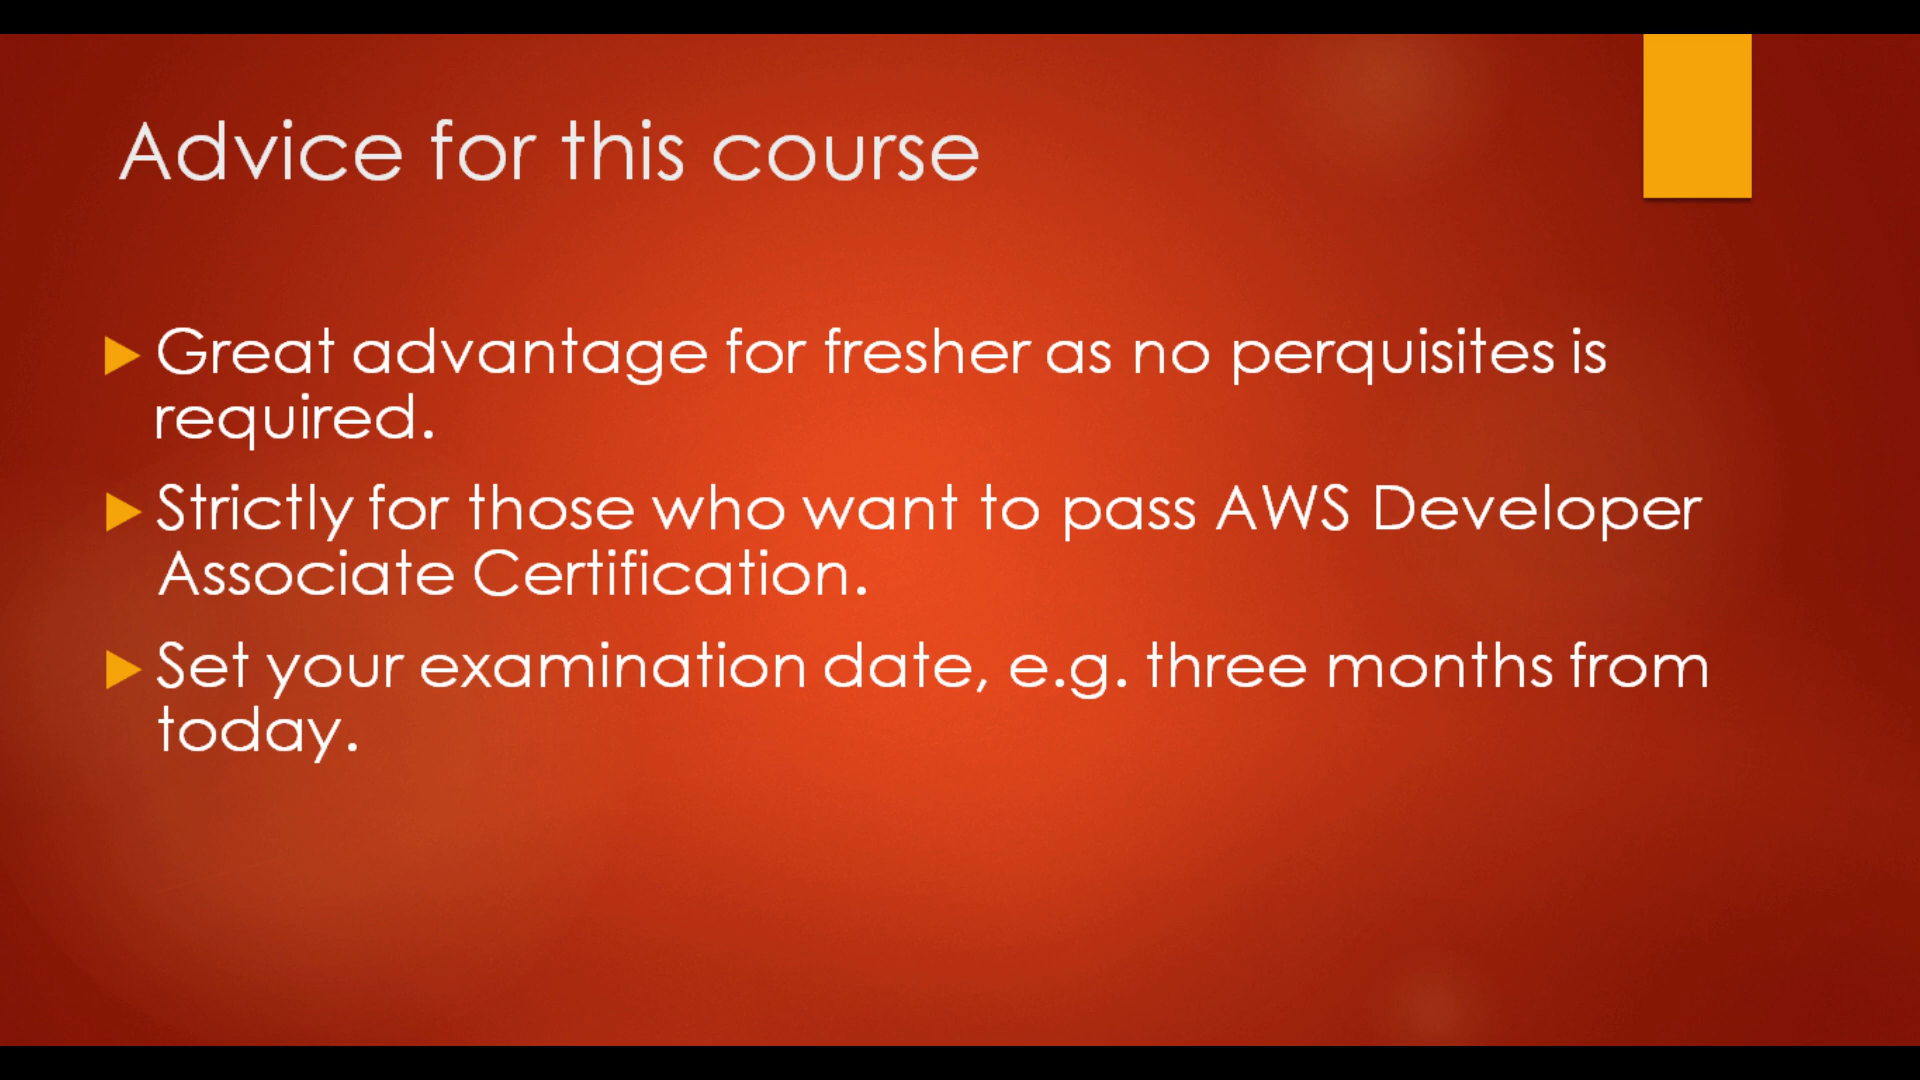 Advice for this course
Great advantage for fresher as no perquisites is
required.
Strictly for those who want to pass AWS Developer
Associate Certification.
Set your examination date, e.g. three months from
today.